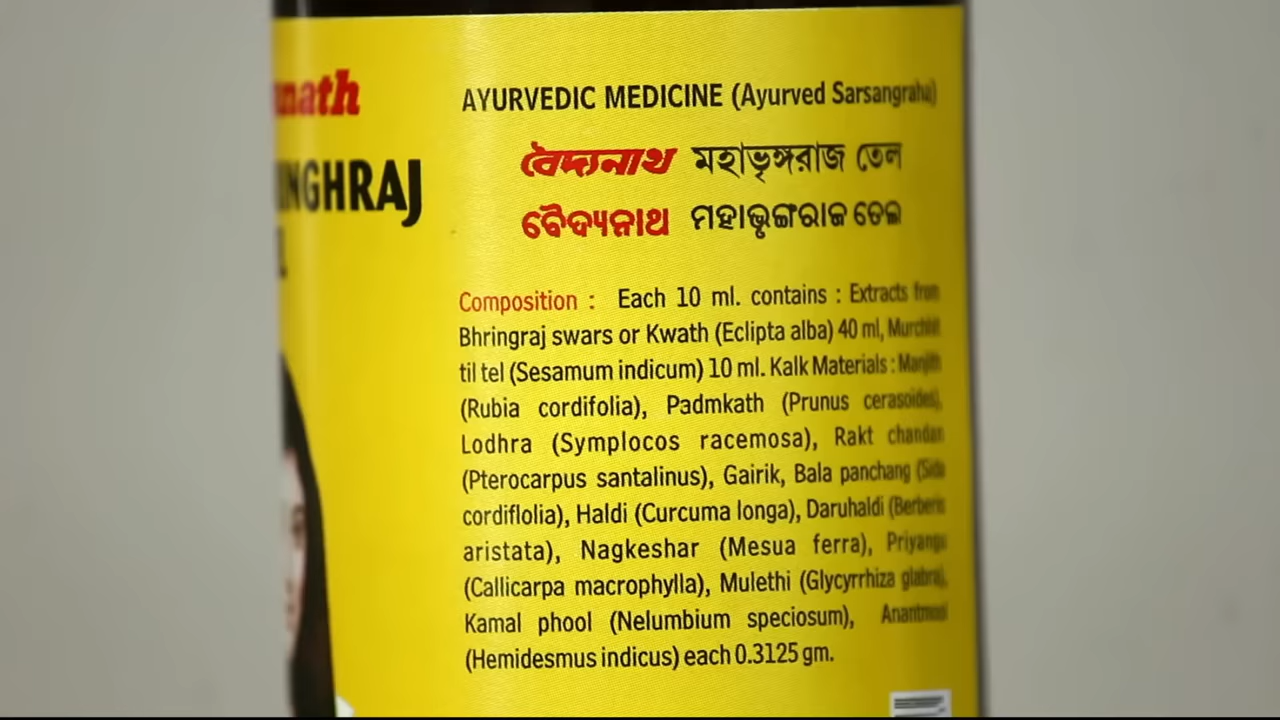 nath
NGHRAJ
L
AYURVEDIC MEDICINE (Ayurved Sarsangraha)
বৈদ্যনাথ মহাভৃঙ্গরাজ তেল
ବୈଦ୍ୟନାଥ ମହାଭୃଙ୍ଗରାଜ ତେଲ
Composition : Each 10 ml. contains : Extracts from
Bhringraj swars or Kwath (Eclipta alba) 40 ml, Murchhit
til tel (Sesamum indicum) 10 ml. Kalk Materials : Manjith
(Rubia cordifolia), Padmkath (Prunus cerasoides),
Lodhra (Symplocos racemosa), Rakt chandan
(Pterocarpus santalinus), Gairik, Bala panchang (Sida
cordiflolia), Haldi (Curcuma longa), Daruhaldi (Berberis
aristata), Nagkeshar (Mesua ferra), Priyangu
(Callicarpa macrophylla), Mulethi (Glycyrrhiza glabra),
Kamal phool (Nelumbium speciosum), Anantmool
(Hemidesmus indicus) each 0.3125 gm.